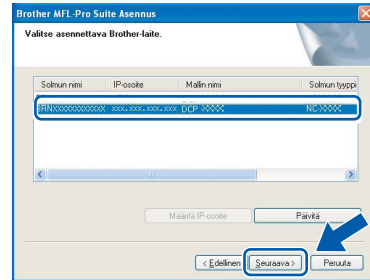 Brother MFL-Pro Suite Asennus
Valitse asennettava Brother-laite.
Solmun nimi IP-osoite Mallin nimi Solmun tyyppi
BRNXXXXXXXXXXXX xxx.xxx.xxx.xxx DCP-XXXX NC-XXXX
Määritä IP-osoite Päivitä
< Edellinen Seuraava > Peruuta